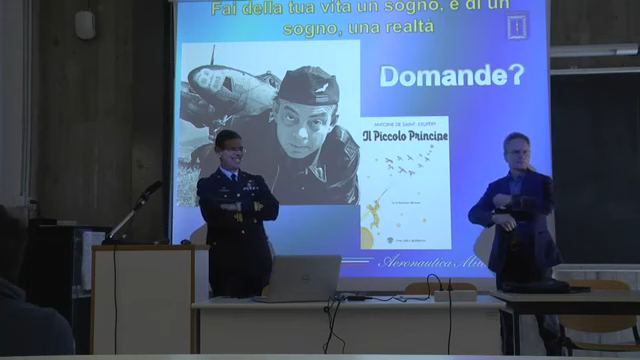 Fai della tua vita un sogno, e di un
sogno, una realtà
Domande?
80
ANTOINE DE SAINT-EXUPÉRY
Il Piccolo Principe
Aeronautica